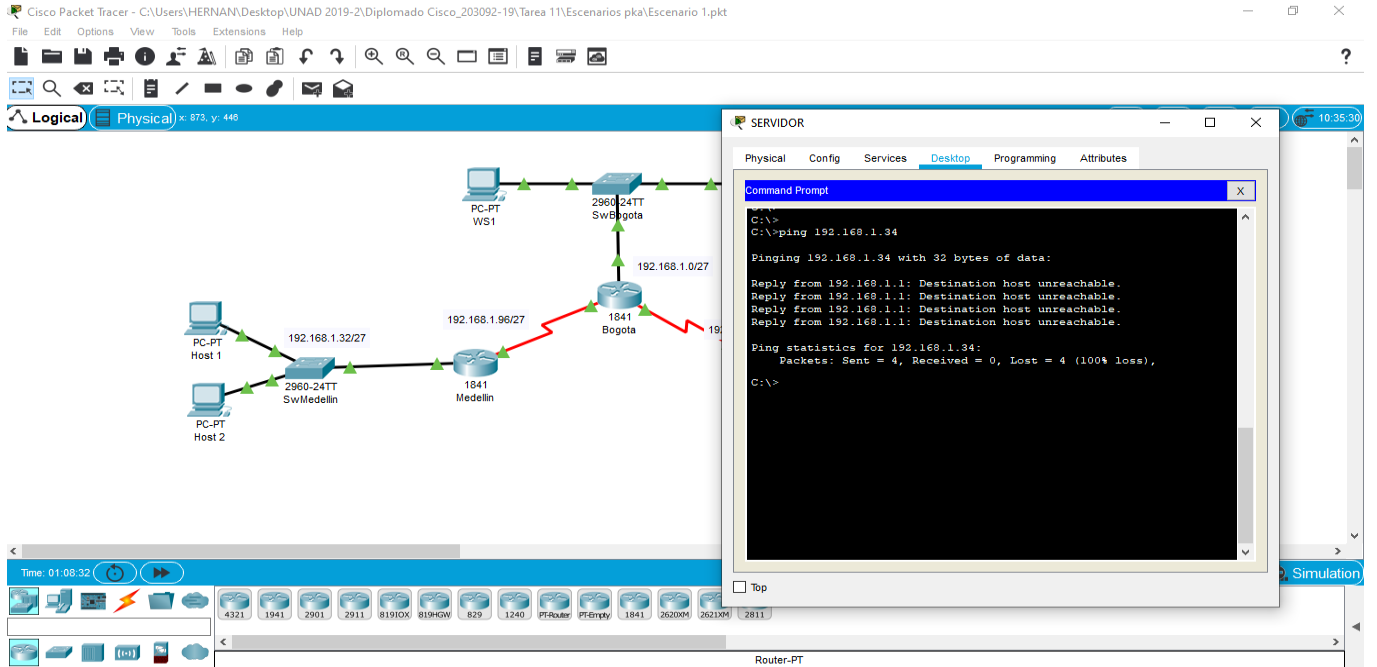 Cisco Packet Tracer - C:\Users\HERNAN\Desktop\UNAD 2019-2\Diplomado Cisco_203092-19\Tarea 11\Escenarios pka\Escenario 1.pkt
File Edit Options View Tools Extensions Help
Logical Physical x: 873, y: 446 10:35:30
PC-PT
WS1
2960-24TT
SwBogota
192.168.1.0/27
1841
Bogota
192.168.1.96/27
19
PC-PT
Host 1
192.168.1.32/27
2960-24TT
SwMedellin
1841
Medellin
PC-PT
Host 2
SERVIDOR
Physical Config Services Desktop Programming Attributes
Command Prompt X
C:\>
C:\>ping 192.168.1.34
Pinging 192.168.1.34 with 32 bytes of data:
Reply from 192.168.1.1: Destination host unreachable.
Reply from 192.168.1.1: Destination host unreachable.
Reply from 192.168.1.1: Destination host unreachable.
Reply from 192.168.1.1: Destination host unreachable.
Ping statistics for 192.168.1.34:
Packets: Sent = 4, Received = 0, Lost = 4 (100% loss),
C:\>
Top
Time: 01:08:32 Simulation
4321 1941 2901 2911 819IOX 819HGW 829 1240 PT-Router PT-Empty 1841 2620XM 2621XM 2811
Router-PT